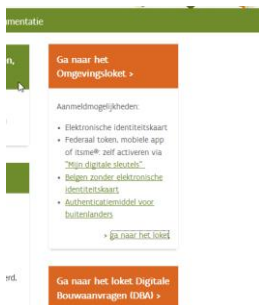 umentatie
n,
Ga naar het
Omgevingsloket >
Aanmeldmogelijkheden:
• Elektronische identiteitskaart
• Federaal token, mobiele app
of itsme®: zelf activeren via
"Mijn digitale sleutels"
• Belgen zonder elektronische
identiteitskaart
• Authenticatiemiddel voor
buitenlanders
> ga naar het loket
erd.
Ga naar het loket Digitale
Bouwaanvragen (DBA) >